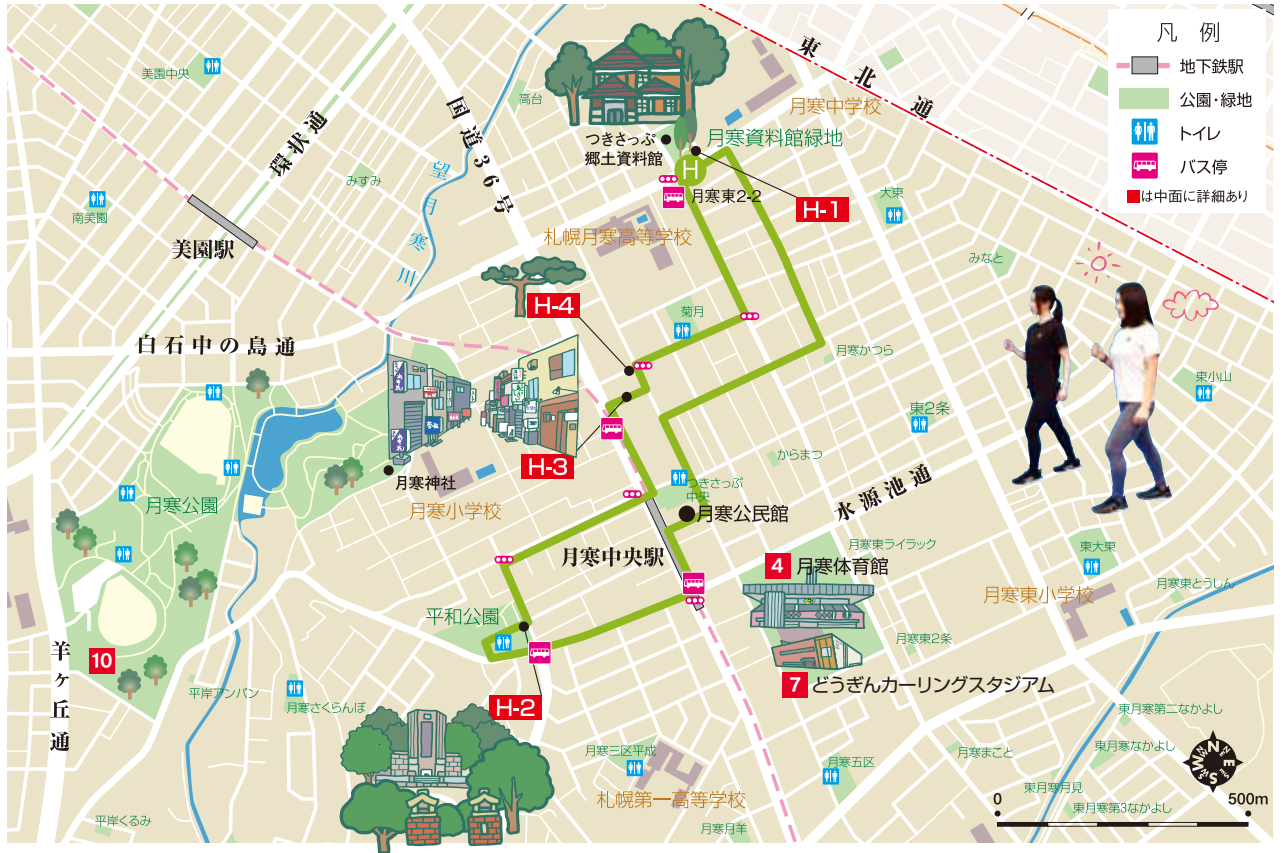 凡例
地下鉄駅
公園・緑地
トイレ
バス停
は中面に詳細あり
美園中央
環状通
高台
国道36号
望月寒川
みすみ
南美園
美園駅
白石中の島通
つきさっぷ
郷土資料館
月寒資料館緑地
月寒中学校
東北通
H
月寒東2-2
H-1
大東
みなと
札幌月寒高等学校
H-4
菊月
月寒かつら
東小山
東2条
からまつ
H-3
月寒神社
月寒小学校
月寒公園
つきさっぷ
中央
月寒公民館
水源池通
月寒中央駅
月寒東ライラック
4
月寒体育館
東大東
月寒東とうしん
月寒東小学校
平和公園
月寒東2条
7
どうぎんカーリングスタジアム
10
羊ヶ丘通
平岸アンパン
月寒さくらんぼ
H-2
月寒三区平成
札幌第一高等学校
月寒五区
月寒まこと
東月寒第二なかよし
東月寒なかよし
東月寒月見
東月寒第3なかよし
月寒月羊
平岸くるみ
N
E
S
W
0
500m